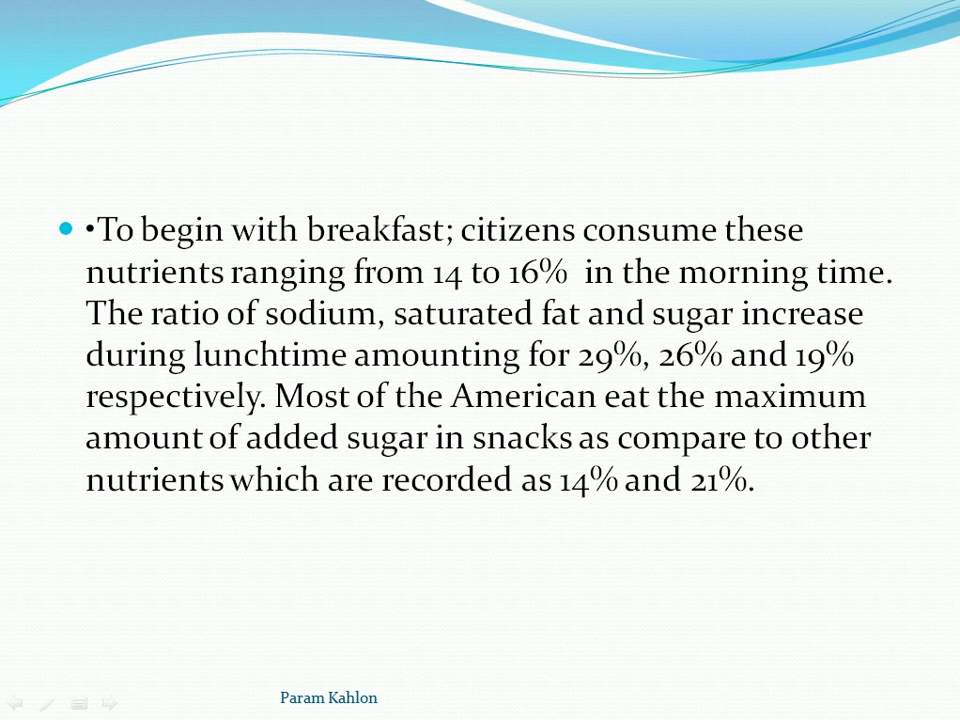 • •To begin with breakfast; citizens consume these
nutrients ranging from 14 to 16% in the morning time.
The ratio of sodium, saturated fat and sugar increase
during lunchtime amounting for 29%, 26% and 19%
respectively. Most of the American eat the maximum
amount of added sugar in snacks as compare to other
nutrients which are recorded as 14% and 21%.
Param Kahlon